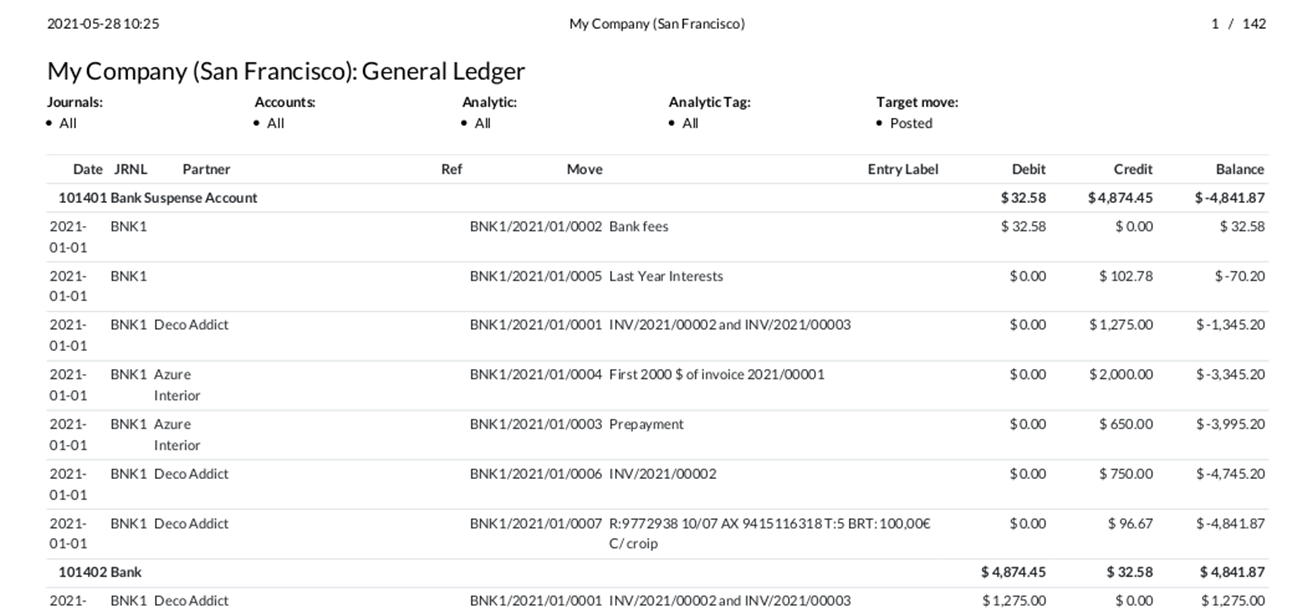 2021-05-28 10:25 My Company (San Francisco) 1 / 142
My Company (San Francisco): General Ledger
Journals: Accounts: Analytic: Analytic Tag: Target move:
• All • All • All • All • Posted
Date JRNL Partner Ref Move Entry Label Debit Credit Balance
101401 Bank Suspense Account $ 32.58 $ 4,874.45 $ -4,841.87
2021- BNK1 BNK1/2021/01/0002 Bank fees $ 32.58 $ 0.00 $ 32.58
01-01
2021- BNK1 BNK1/2021/01/0005 Last Year Interests $ 0.00 $ 102.78 $ -70.20
01-01
2021- BNK1 Deco Addict BNK1/2021/01/0001 INV/2021/00002 and INV/2021/00003 $ 0.00 $ 1,275.00 $ -1,345.20
01-01
2021- BNK1 Azure BNK1/2021/01/0004 First 2000 $ of invoice 2021/00001 $ 0.00 $ 2,000.00 $ -3,345.20
01-01 Interior
2021- BNK1 Azure BNK1/2021/01/0003 Prepayment $ 0.00 $ 650.00 $ -3,995.20
01-01 Interior
2021- BNK1 Deco Addict BNK1/2021/01/0006 INV/2021/00002 $ 0.00 $ 750.00 $ -4,745.20
01-01
2021- BNK1 Deco Addict BNK1/2021/01/0007 R:9772938 10/07 AX 9415116318 T:5 BRT: 100,00€ $ 0.00 $ 96.67 $ -4,841.87
01-01 C/ croip
101402 Bank $ 4,874.45 $ 32.58 $ 4,841.87
2021- BNK1 Deco Addict BNK1/2021/01/0001 INV/2021/00002 and INV/2021/00003 $ 1,275.00 $ 0.00 $ 1,275.00